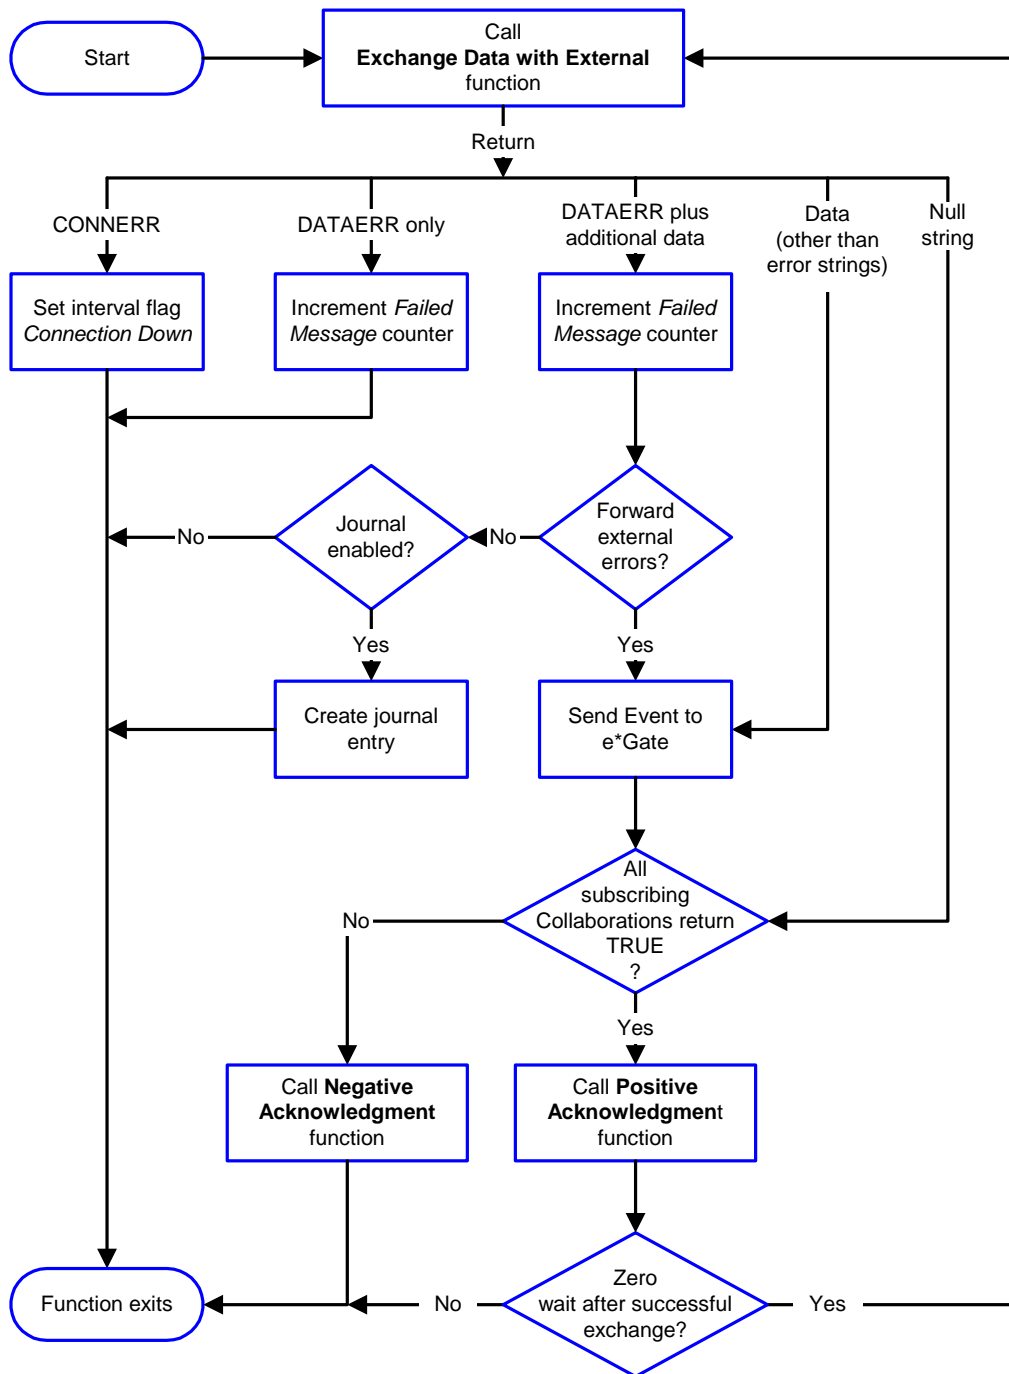 Start
Call
Exchange Data with External
function
Return
CONNERR
DATAERR only
DATAERR plus
additional data
Data
(other than
error strings)
Null
string
Set interval flag
Connection Down
Increment Failed
Message counter
Increment Failed
Message counter
Journal
enabled?
Forward
external
errors?
No
No
Yes
Yes
Create journal
entry
Send Event to
e*Gate
All
subscribing
Collaborations return
TRUE
?
No
Yes
Call Negative
Acknowledgment
function
Call Positive
Acknowledgment
function
Function exits
No
Zero
wait after successful
exchange?
Yes